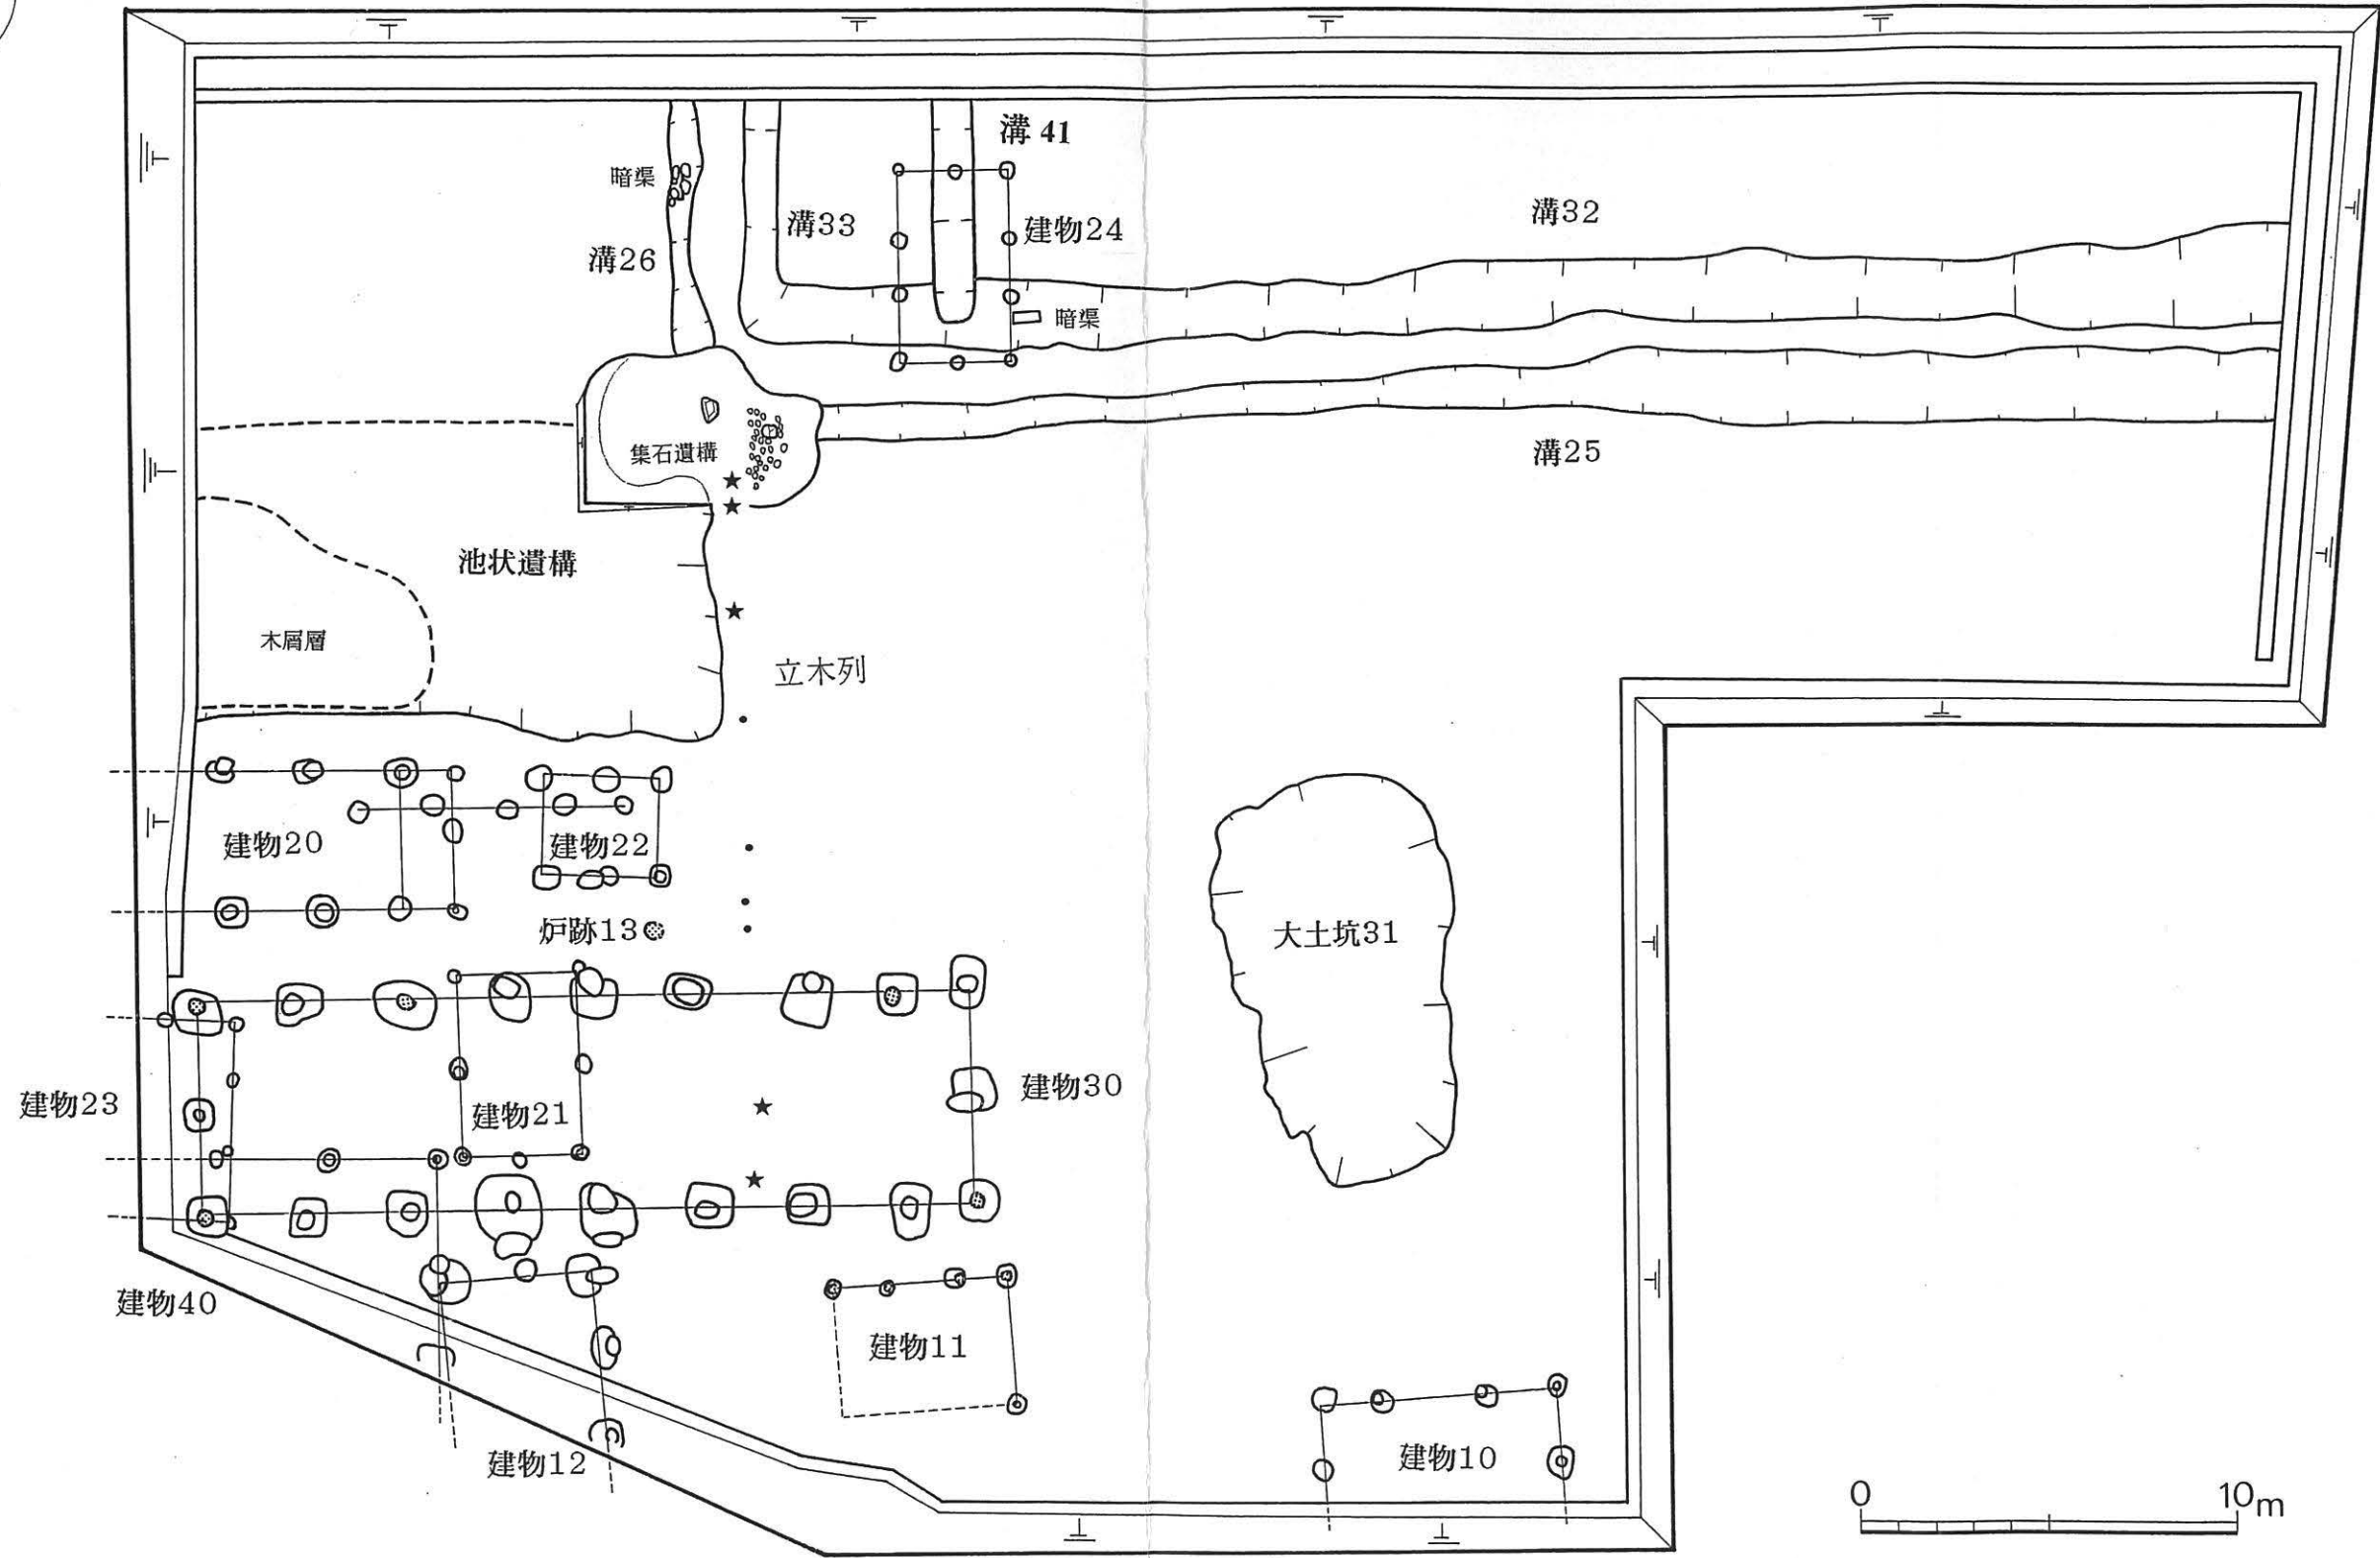 溝41
暗渠
溝33
建物24
溝32
溝26
暗渠
集石遺構
溝25
池状遺構
木屑層
立木列
建物20
建物22
炉跡13
大土坑31
建物23
建物21
建物30
建物40
建物11
建物12
建物10
0
10m